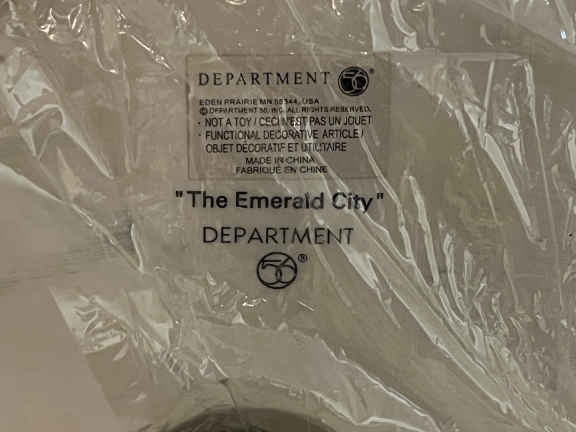 DEPARTMENT 56®
EDEN PRAIRIE MN 55344, USA
© DEPARTMENT 56, INC. ALL RIGHTS RESERVED.
· NOT A TOY / CECI N'EST PAS UN JOUET
· FUNCTIONAL DECORATIVE ARTICLE /
OBJET DÉCORATIF ET UTILITAIRE
MADE IN CHINA
FABRIQUÉ EN CHINE
"The Emerald City"
DEPARTMENT
56®